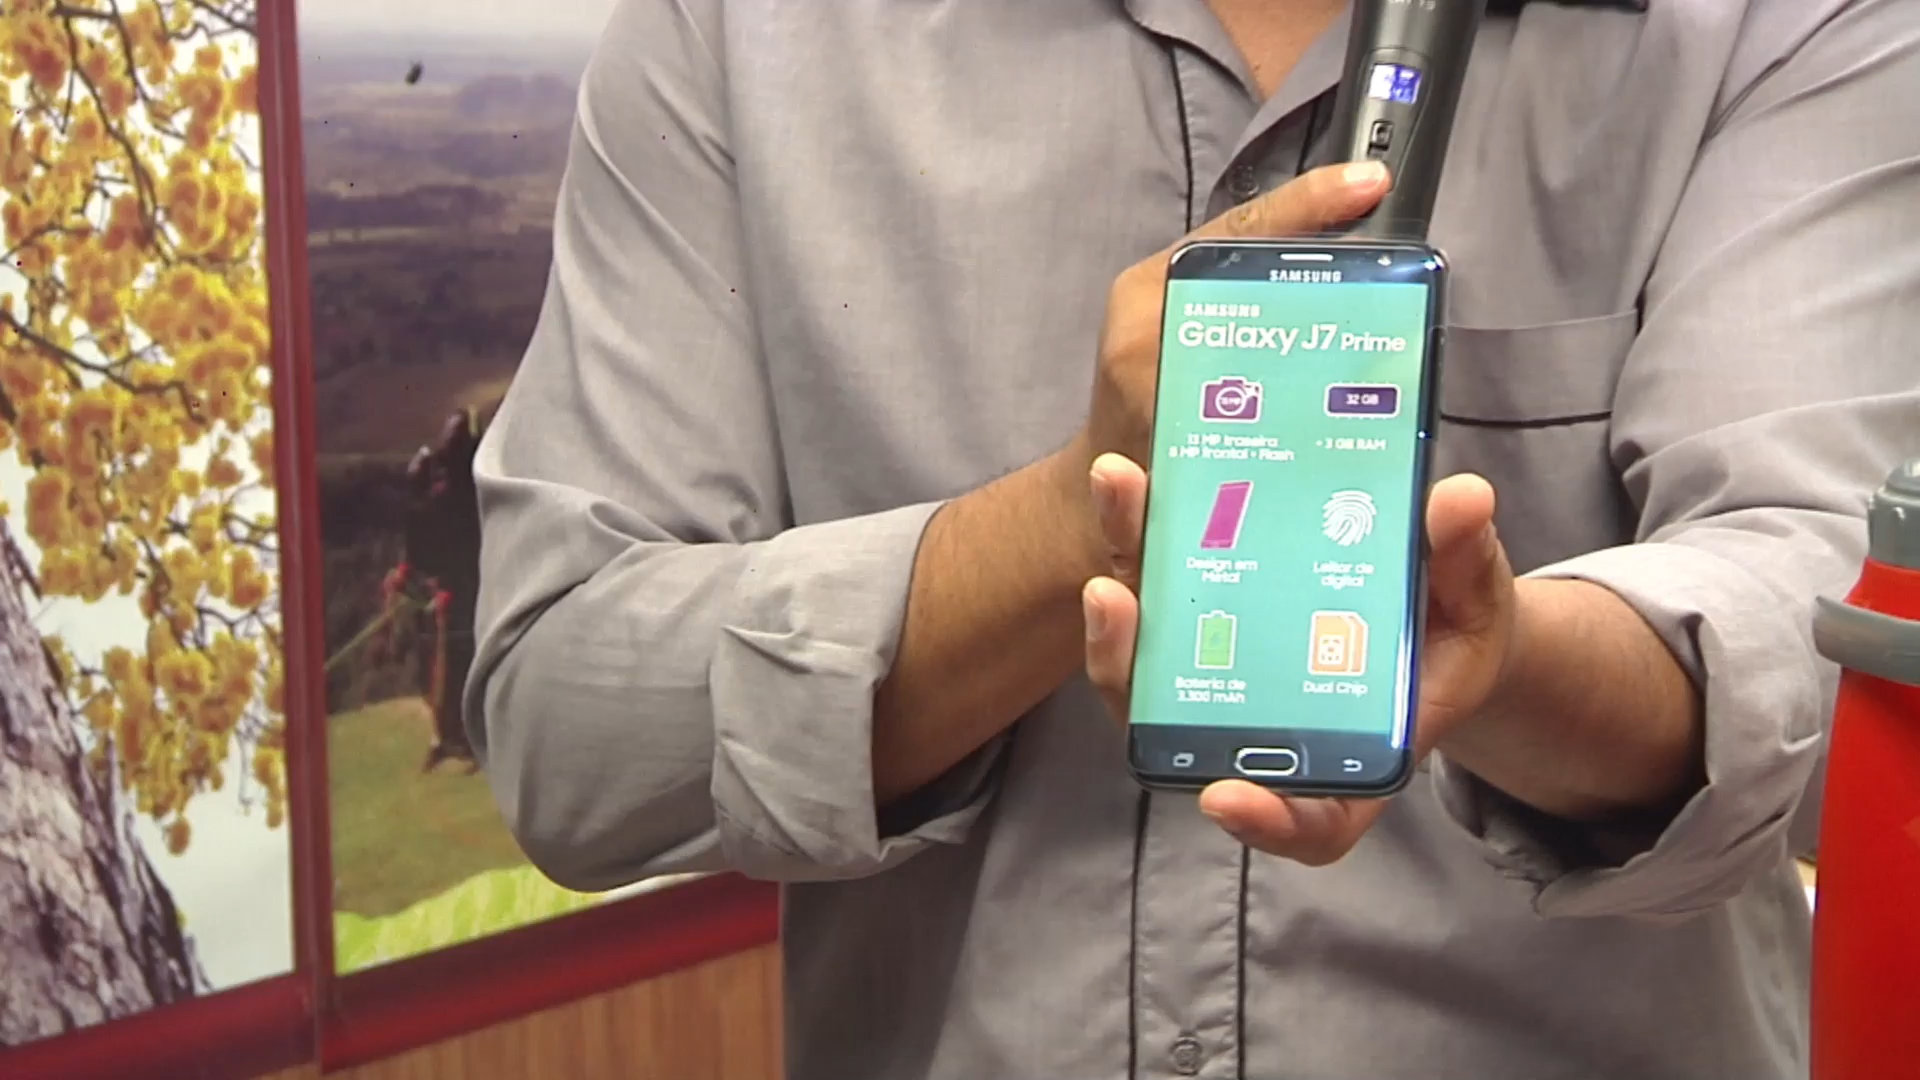 SAMSUNG
SAMSUNG
Galaxy J7 Prime
32 GB
13 MP traseira
8 MP frontal + Flash
+ 3 GB RAM
Design em
Metal
Leitor de
digital
Bateria de
3.300 mAh
Dual Chip